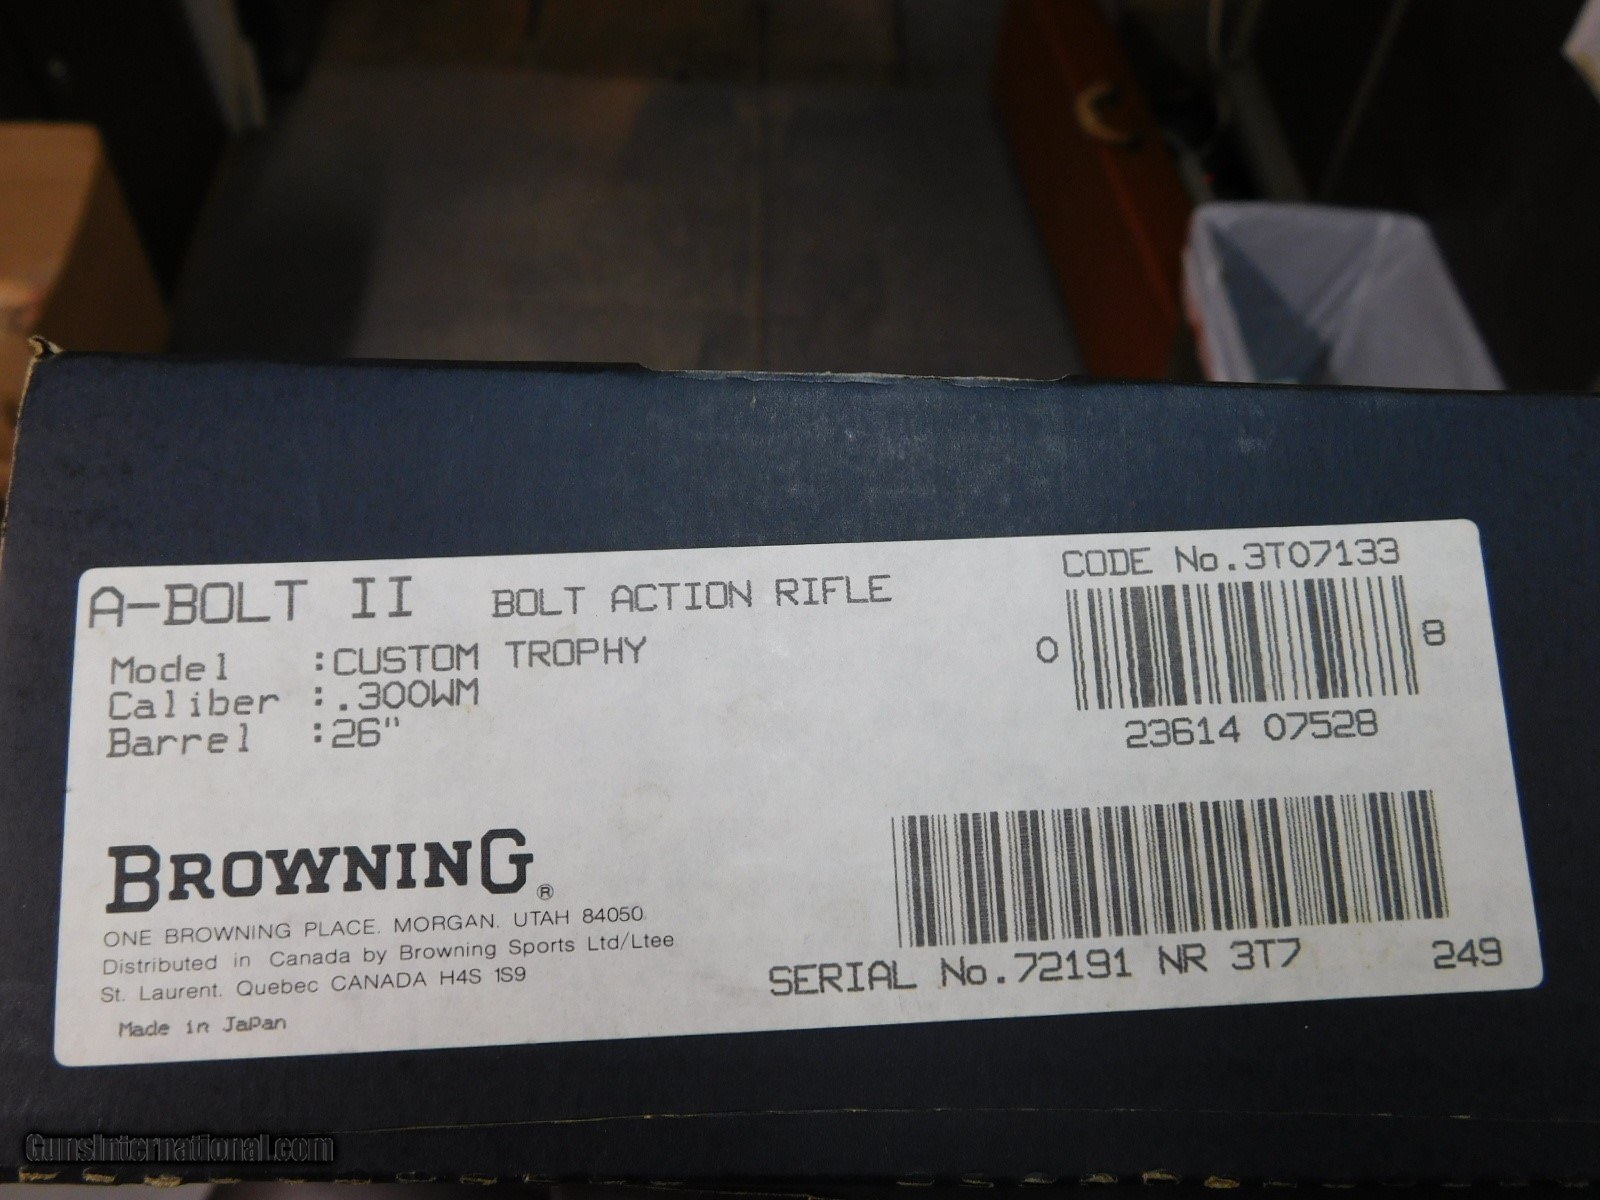 A-BOLT II BOLT ACTION RIFLE
Model :CUSTOM TROPHY
Caliber :.300WM
Barrel :26"
CODE No.3T07133
0 8
23614 07528
BROWNING®
ONE BROWNING PLACE, MORGAN, UTAH 84050
Distributed in Canada by Browning Sports Ltd/Ltee
St. Laurent, Quebec CANADA H4S 1S9
Made in Japan
SERIAL No.72191 NR 3T7 249
GunsInternational.com